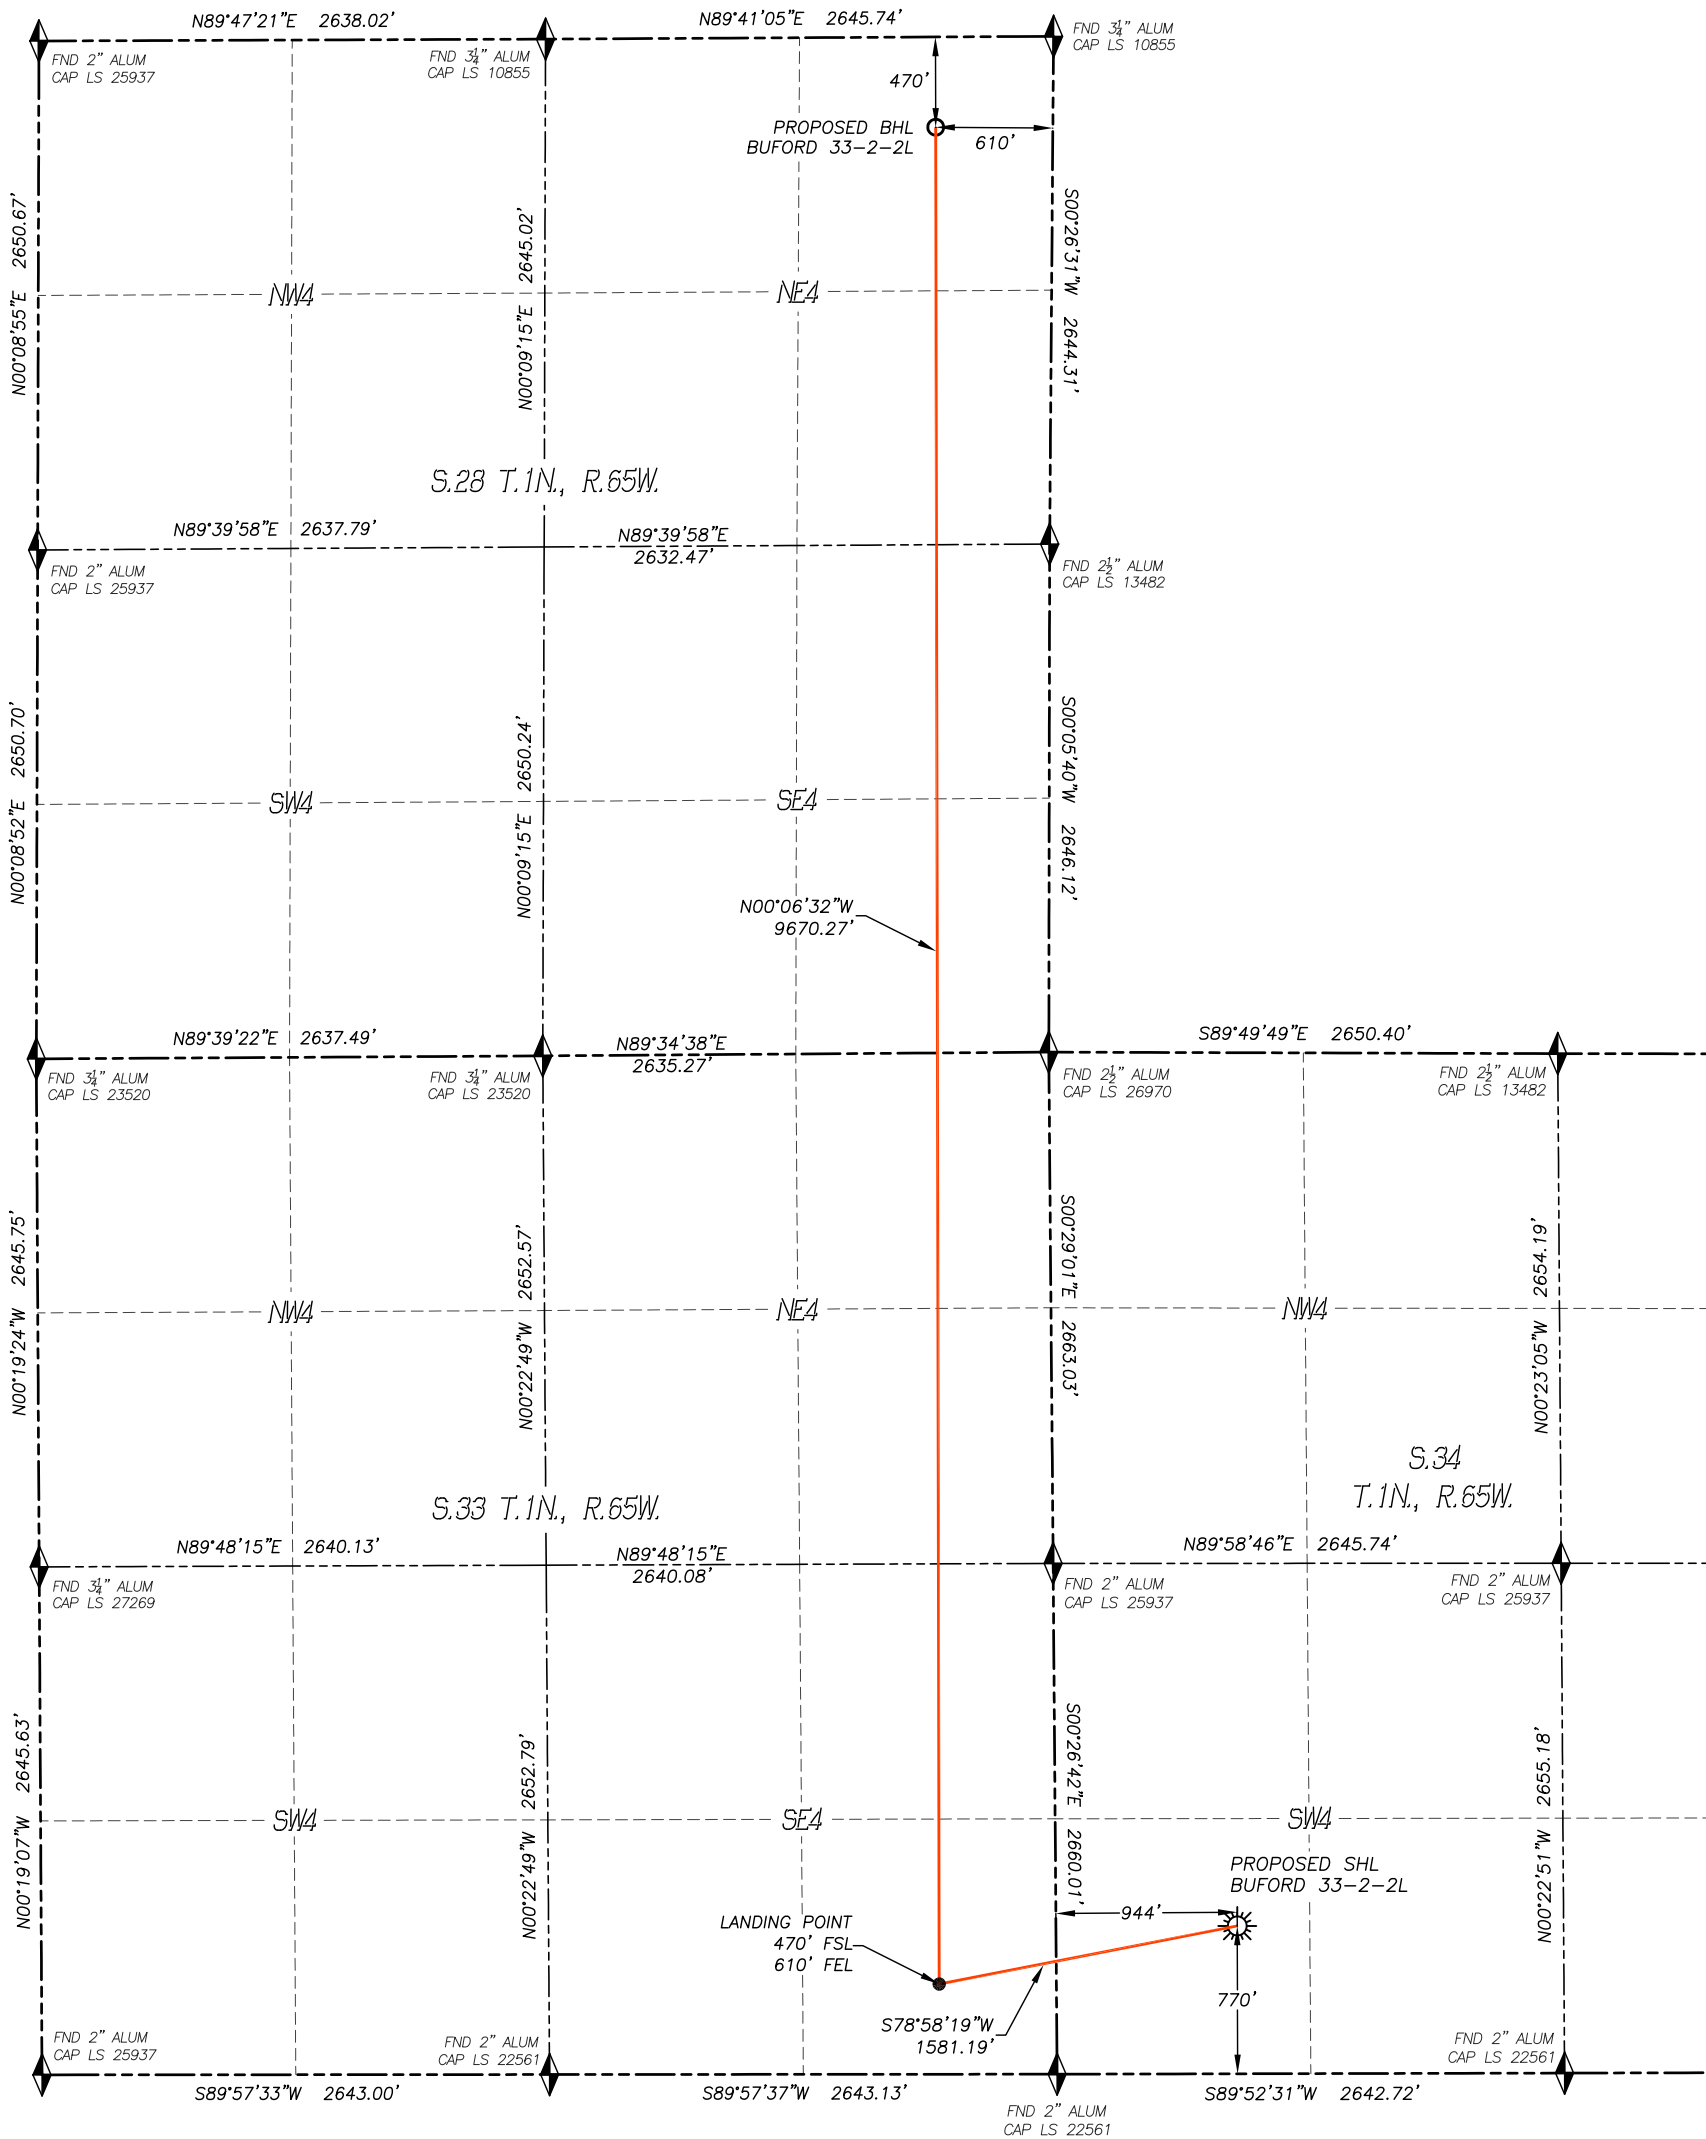 N89°47'21"E 2638.02'
N89°41'05"E 2645.74'
FND 3¼" ALUM
CAP LS 10855
FND 2" ALUM
CAP LS 25937
FND 3¼" ALUM
CAP LS 10855
470'
PROPOSED BHL
BUFORD 33-2-2L
610'
N00°08'55"E 2650.67'
N00°09'15"E 2645.02'
S00°26'31"W 2644.31'
NW4
NE4
S.28 T.1N., R.65W.
N89°39'58"E 2637.79'
N89°39'58"E
2632.47'
FND 2" ALUM
CAP LS 25937
FND 2½" ALUM
CAP LS 13482
N00°08'52"E 2650.70'
N00°09'15"E 2650.24'
S00°05'40"W 2646.12'
SW4
SE4
N00°06'32"W
9670.27'
N89°39'22"E 2637.49'
N89°34'38"E
2635.27'
S89°49'49"E 2650.40'
FND 3¼" ALUM
CAP LS 23520
FND 3¼" ALUM
CAP LS 23520
FND 2½" ALUM
CAP LS 26970
FND 2½" ALUM
CAP LS 13482
N00°19'24"W 2645.75'
N00°22'49"W 2652.57'
S00°29'01"E 2663.03'
N00°23'05"W 2654.19'
NW4
NE4
NW4
S.34
T.1N., R.65W.
S.33 T.1N., R.65W.
N89°48'15"E 2640.13'
N89°48'15"E
2640.08'
N89°58'46"E 2645.74'
FND 3¼" ALUM
CAP LS 27269
FND 2" ALUM
CAP LS 25937
FND 2" ALUM
CAP LS 25937
N00°19'07"W 2645.63'
N00°22'49"W 2652.79'
S00°26'42"E 2660.01'
N00°22'51"W 2655.18'
SW4
SE4
SW4
PROPOSED SHL
BUFORD 33-2-2L
944'
LANDING POINT
470' FSL
610' FEL
770'
S78°58'19"W
1581.19'
FND 2" ALUM
CAP LS 25937
FND 2" ALUM
CAP LS 22561
FND 2" ALUM
CAP LS 22561
S89°57'33"W 2643.00'
S89°57'37"W 2643.13'
S89°52'31"W 2642.72'
FND 2" ALUM
CAP LS 22561